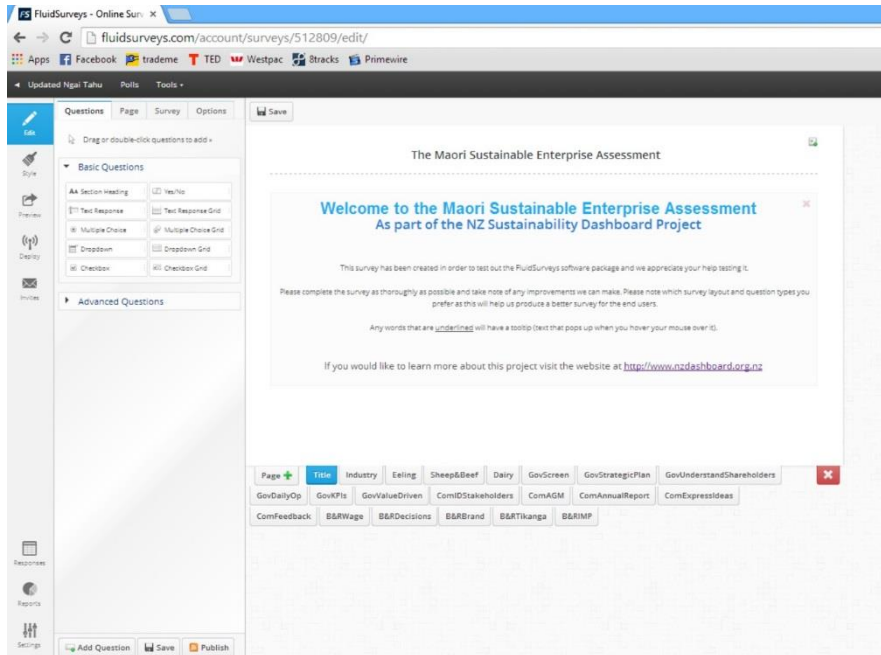 FS FluidSurveys - Online Surv ×
fluidsurveys.com/account/surveys/512809/edit/
Apps Facebook trademe TED Westpac 8tracks Primewire
Updated Ngai Tahu Polls Tools
Questions Page Survey Options Save
Edit
Drag or double-click questions to add »
The Maori Sustainable Enterprise Assessment
Style
Basic Questions
Aa Section Heading Yes/No
Preview
Text Response Text Response Grid
Welcome to the Maori Sustainable Enterprise Assessment
Multiple Choice Multiple Choice Grid
As part of the NZ Sustainability Dashboard Project
Deploy
Dropdown Dropdown Grid
Checkbox Checkbox Grid
This survey has been created in order to test out the FluidSurveys software package and we appreciate your help testing it.
Invites
Advanced Questions
Please complete the survey as thoroughly as possible and take note of any improvements we can make. Please note which survey layout and question types you
prefer as this will help us produce a better survey for the end users.
Any words that are underlined will have a tooltip (text that pops up when you hover your mouse over it).
If you would like to learn more about this project visit the website at http://www.nzdashboard.org.nz
Page Title Industry Eeling Sheep&Beef Dairy GovScreen GovStrategicPlan GovUnderstandShareholders
GovDailyOp GovKPIs GovValueDriven ComIDStakeholders ComAGM ComAnnualReport ComExpressIdeas
ComFeedback B&RWage B&RDecisions B&RBrand B&RTikanga B&RIMP
Responses
Reports
Settings
Add Question Save Publish